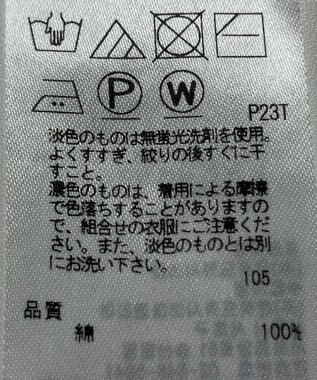 P W
P23T
淡色のものは無蛍光洗剤を使用。
よくすすぎ、絞りの後すぐに干
すこと。
濃色のものは、着用による摩擦
で色落ちすることがありますの
で、組合せの衣服にご注意くださ
い。また、淡色のものとは別
にお洗い下さい。
105
品質
綿 100%